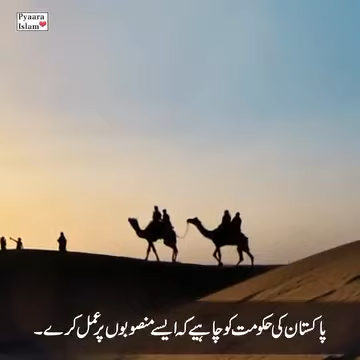 Pyaara
Islam
پاکستان کی حکومت کو چاہیے کہ ایسے منصوبوں پر عمل کرے۔